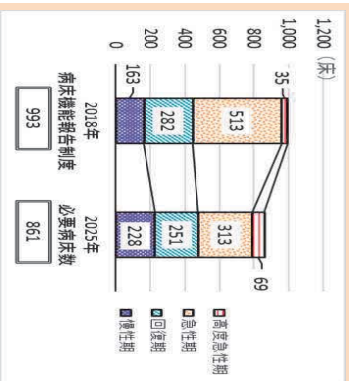 (床)
1,200
1,000
800
600
400
200
0
35
513
282
163
69
313
251
228
2018年
病床機能報告制度
993
2025年
必要病床数
861
高度急性期
急性期
回復期
慢性期